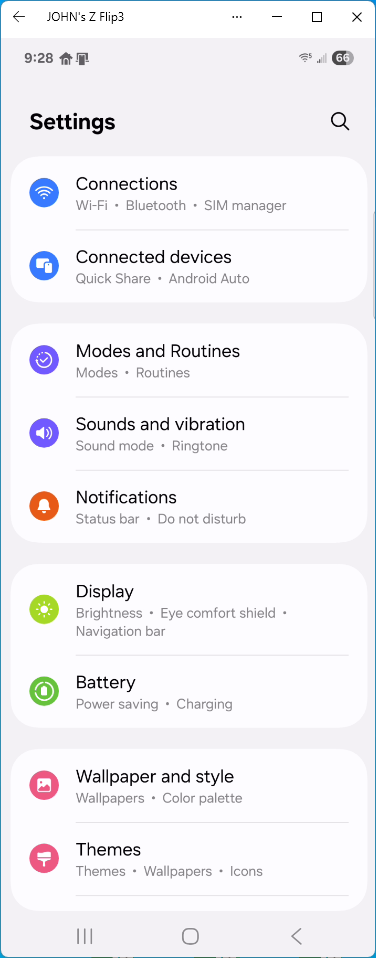 JOHN's Z Flip3
9:28
66
Settings
Connections
Wi-Fi • Bluetooth • SIM manager
Connected devices
Quick Share • Android Auto
Modes and Routines
Modes • Routines
Sounds and vibration
Sound mode • Ringtone
Notifications
Status bar • Do not disturb
Display
Brightness • Eye comfort shield •
Navigation bar
Battery
Power saving • Charging
Wallpaper and style
Wallpapers • Color palette
Themes
Themes • Wallpapers • Icons